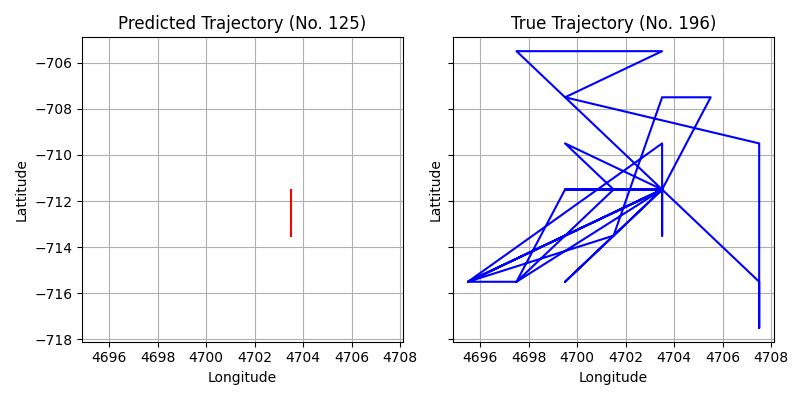 Predicted Trajectory (No. 125)
True Trajectory (No. 196)
Lattitude
−706
−708
−710
−712
−714
−716
−718
4696 4698 4700 4702 4704 4706 4708
Longitude
Lattitude
4696 4698 4700 4702 4704 4706 4708
Longitude